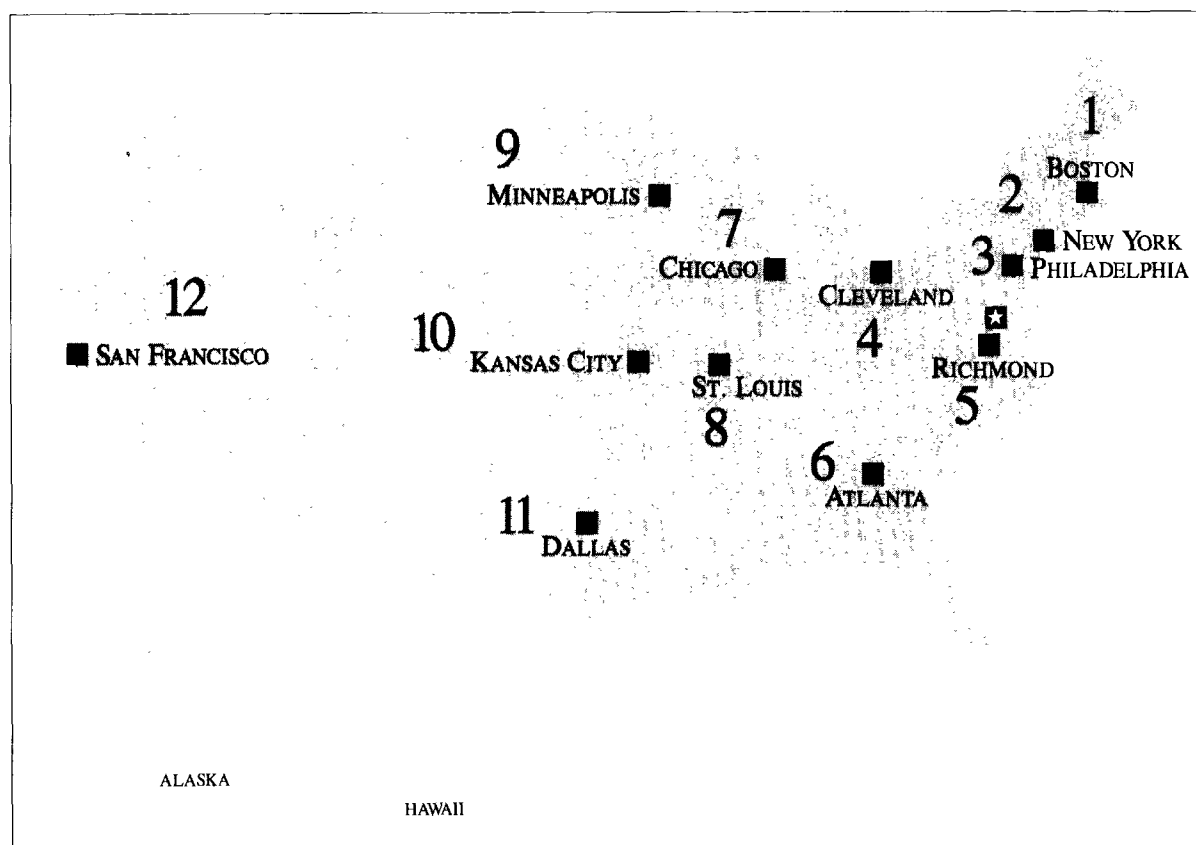 1
BOSTON
9
2
MINNEAPOLIS
7
NEW YORK
3
CHICAGO
PHILADELPHIA
CLEVELAND
12
10
4
SAN FRANCISCO
KANSAS CITY
RICHMOND
ST. LOUIS
5
8
6
ATLANTA
11
DALLAS
ALASKA
HAWAII